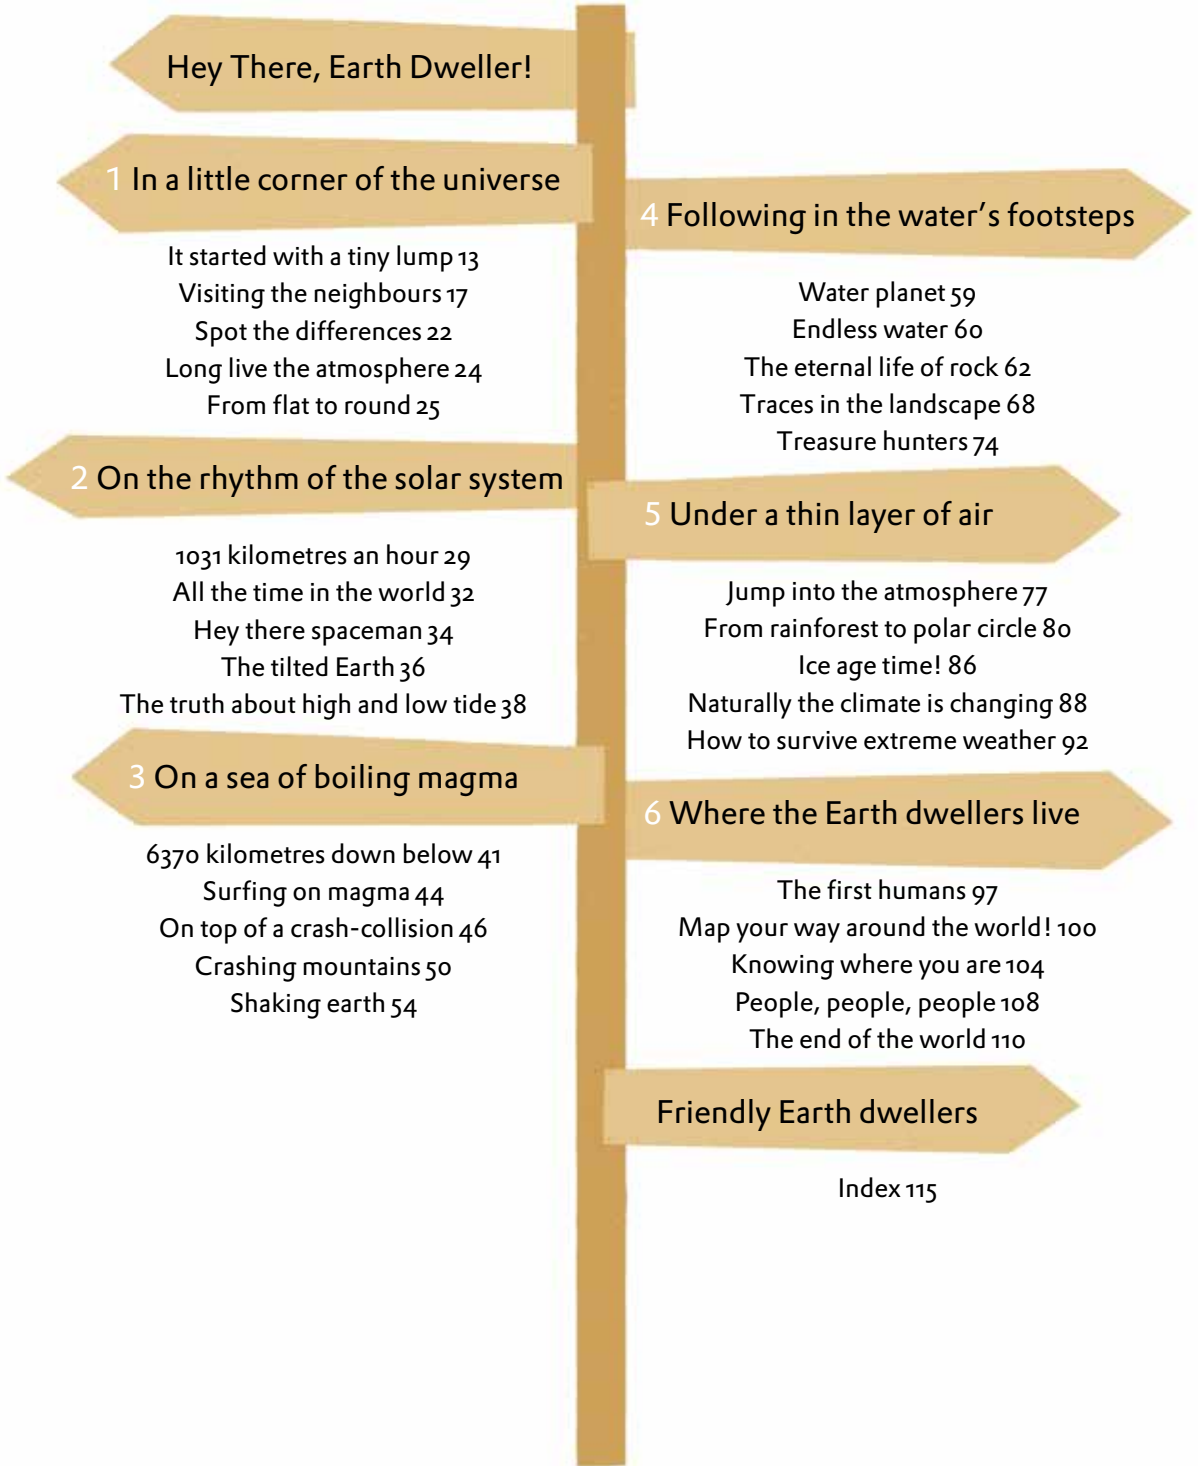 Hey There, Earth Dweller!
1 In a little corner of the universe
It started with a tiny lump 13
Visiting the neighbours 17
Spot the differences 22
Long live the atmosphere 24
From flat to round 25
2 On the rhythm of the solar system
1031 kilometres an hour 29
All the time in the world 32
Hey there spaceman 34
The tilted Earth 36
The truth about high and low tide 38
3 On a sea of boiling magma
6370 kilometres down below 41
Surfing on magma 44
On top of a crash-collision 46
Crashing mountains 50
Shaking earth 54
4 Following in the water's footsteps
Water planet 59
Endless water 60
The eternal life of rock 62
Traces in the landscape 68
Treasure hunters 74
5 Under a thin layer of air
Jump into the atmosphere 77
From rainforest to polar circle 80
Ice age time! 86
Naturally the climate is changing 88
How to survive extreme weather 92
6 Where the Earth dwellers live
The first humans 97
Map your way around the world! 100
Knowing where you are 104
People, people, people 108
The end of the world 110
Friendly Earth dwellers
Index 115